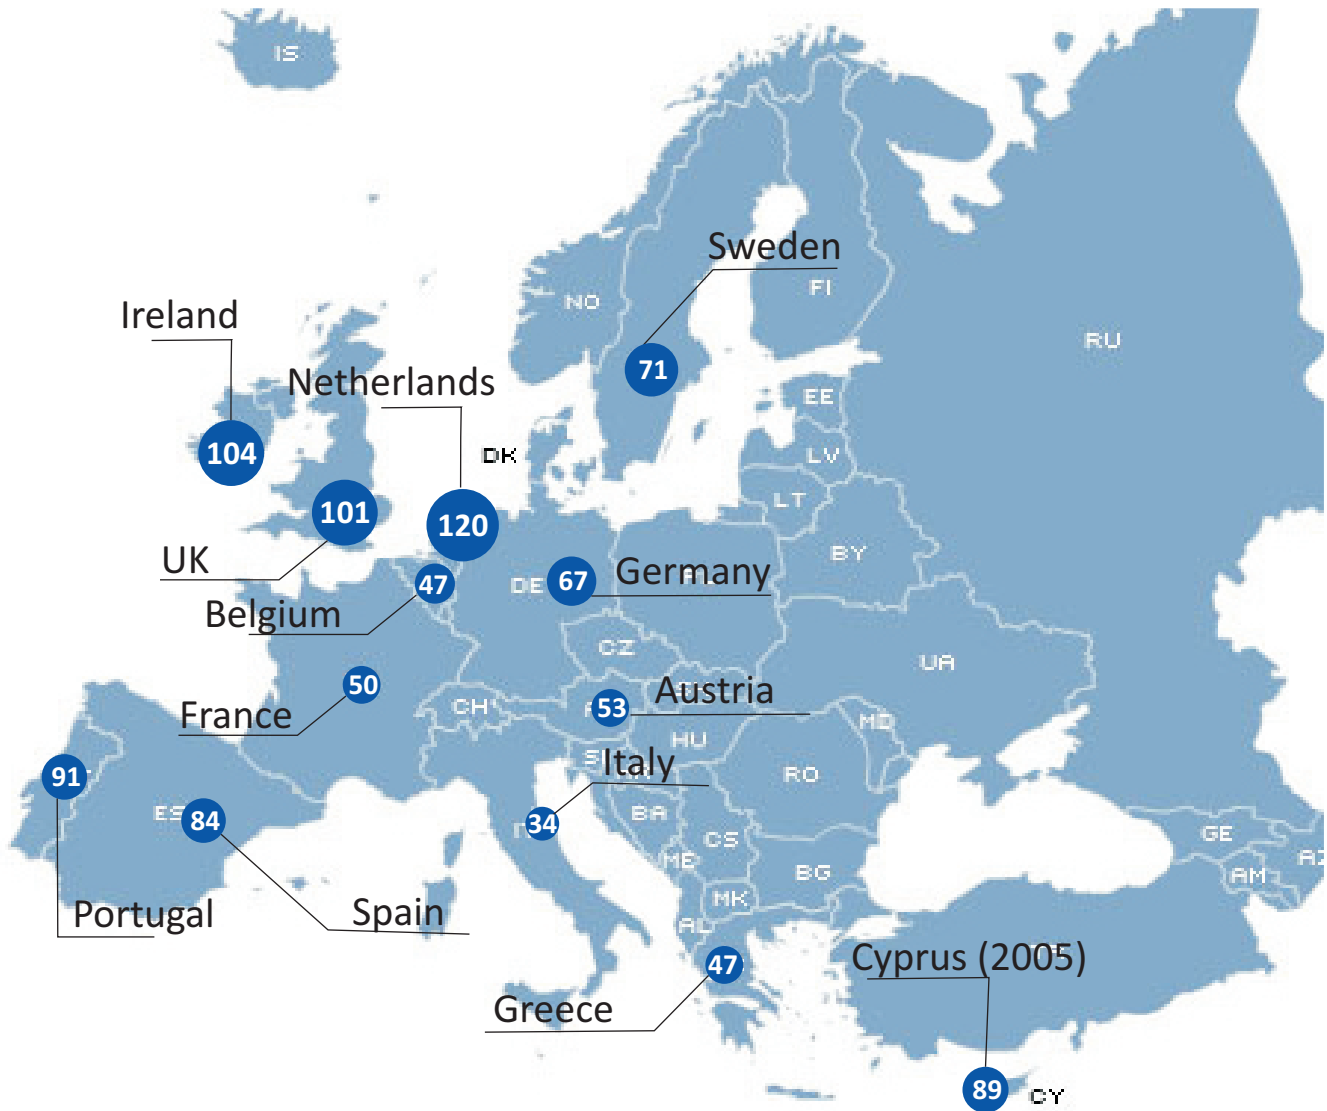 IS
Sweden
FI
NO
Ireland
RU
71
Netherlands
EE
104
DK
LV
LT
101
120
BY
UK
47
DE
67
Germany
Belgium
CZ
UA
50
Austria
CH
53
France
MD
HU
Italy
91
RO
ES
84
34
BA
CS
GE
ME
BG
AM
AZ
MK
Portugal
Spain
AL
Cyprus (2005)
47
Greece
89
CY